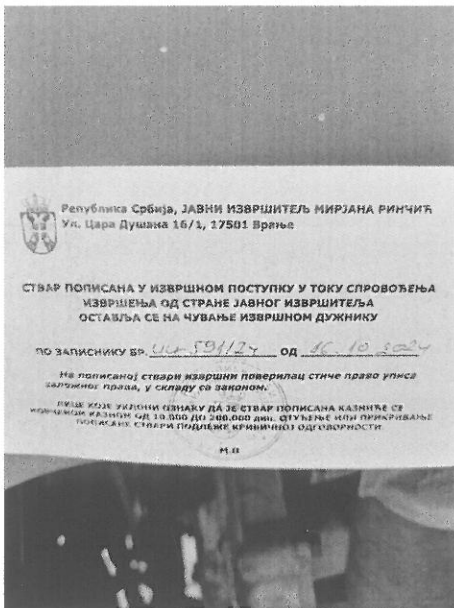 Република Србија, ЈАВНИ ИЗВРШИТЕЉ МИРЈАНА РИНЧИЋ
Ул. Цара Душана 16/1, 17501 Врање
СТВАР ПОПИСАНА У ИЗВРШНОМ ПОСТУПКУ У ТОКУ СПРОВОЂЕЊА
ИЗВРШЕЊА ОД СТРАНЕ ЈАВНОГ ИЗВРШИТЕЉА
ОСТАВЉА СЕ НА ЧУВАЊЕ ИЗВРШНОМ ДУЖНИКУ
ПО ЗАПИСНИКУ БР. 591/24 ОД 16.10.2024
На пописаној ствари извршни поверилац стиче право уписа
заложног права, у складу са законом.
ЛИЦЕ КОЈЕ УКЛОНИ ОЗНАКУ ДА ЈЕ СТВАР ПОПИСАНА КАЗНИЋЕ СЕ
НОВЧАНОМ КАЗНОМ ОД 10.000 ДО 200.000 дин. ОТУЂЕЊЕ ИЛИ ПРИКРИВАЊЕ
ПОПИСАНЕ СТВАРИ ПОДЛЕЖЕ КРИВИЧНОЈ ОДГОВОРНОСТИ
М.П